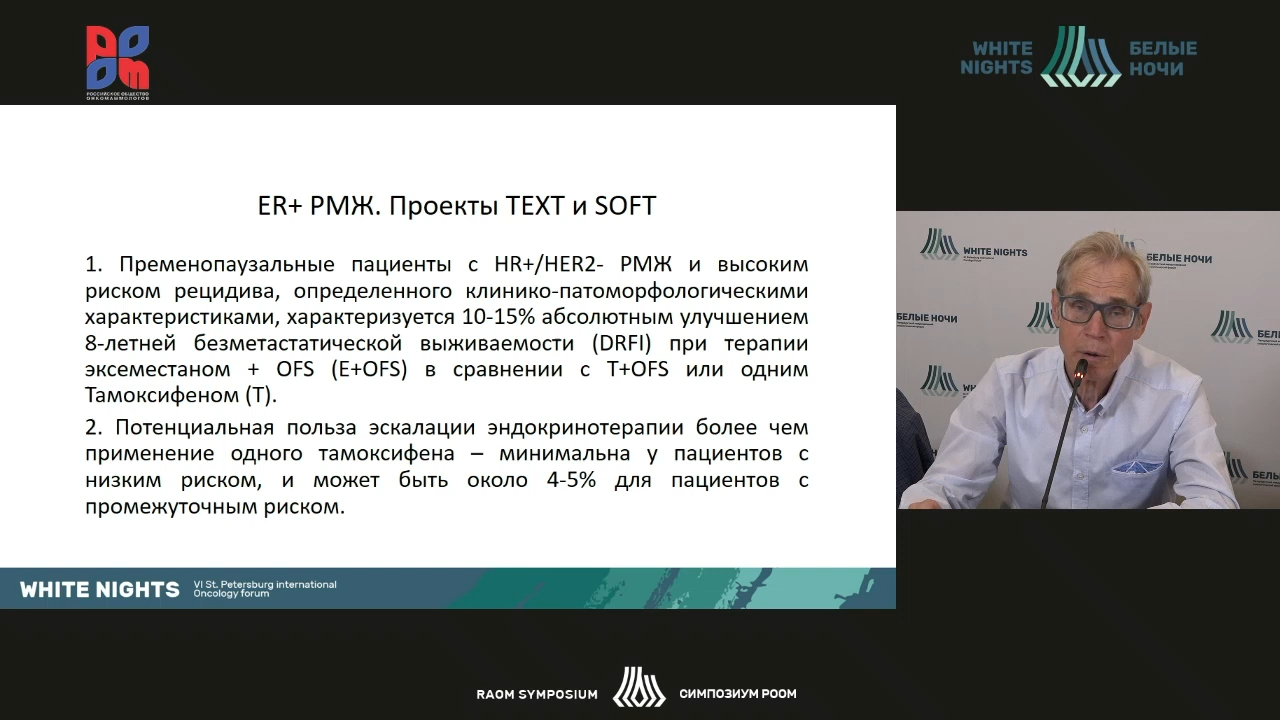 РОССИЙСКОЕ ОБЩЕСТВО
ОНКОМАММОЛОГОВ
WHITE
NIGHTS
БЕЛЫЕ
НОЧИ
ER+ РМЖ. Проекты TEXT и SOFT
1. Пременопаузальные пациенты с HR+/HER2- РМЖ и высоким
риском рецидива, определенного клинико-патоморфологическими
характеристиками, характеризуется 10-15% абсолютным улучшением
8-летней безметастатической выживаемости (DRFI) при терапии
эксеместаном + OFS (E+OFS) в сравнении с T+OFS или одним
Тамоксифеном (Т).
2. Потенциальная польза эскалации эндокринотерапии более чем
применение одного тамоксифена – минимальна у пациентов с
низким риском, и может быть около 4-5% для пациентов с
промежуточным риском.
WHITE NIGHTS
VI St. Petersburg international
Oncology forum
WHITE NIGHTS
БЕЛЫЕ НОЧИ
БЕЛЫЕ НОЧИ
RAOM SYMPOSIUM
СИМПОЗИУМ РООМ